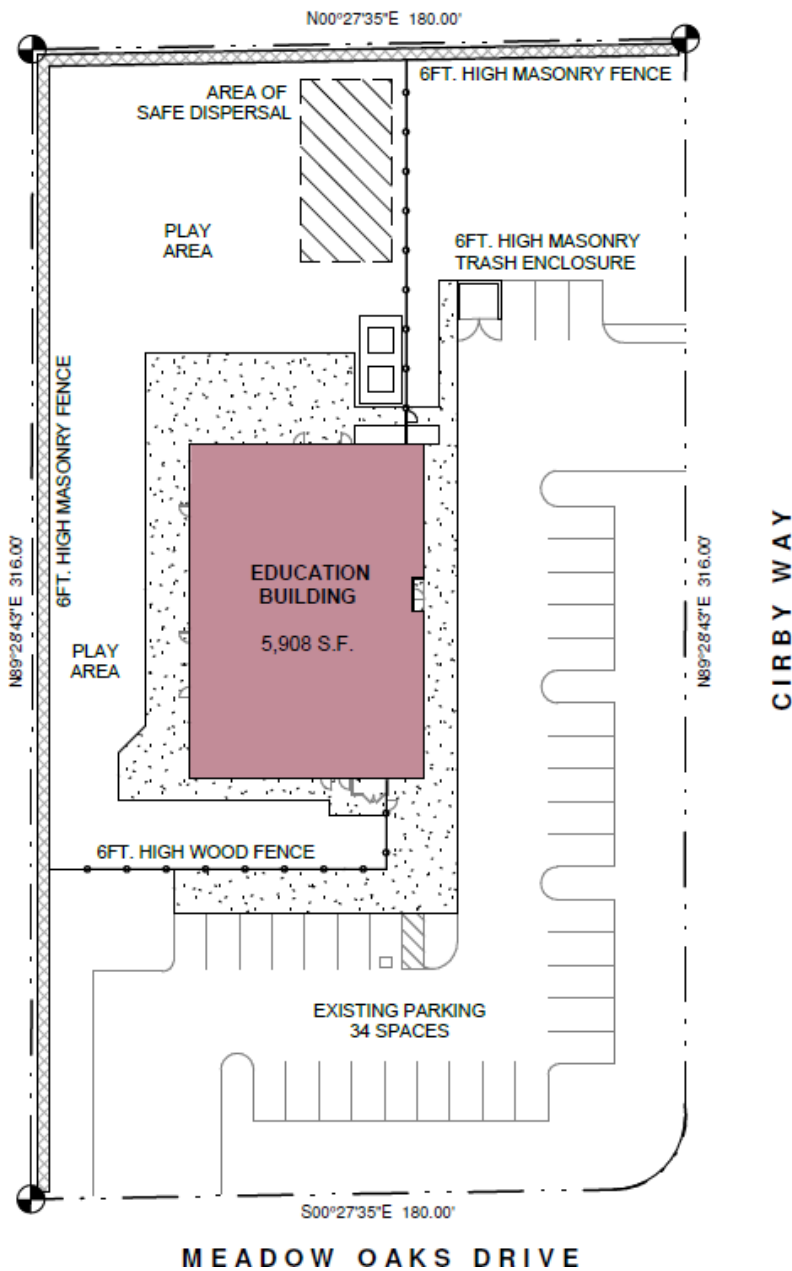 N00°27'35"E 180.00'
6FT. HIGH MASONRY FENCE
AREA OF
SAFE DISPERSAL
PLAY
AREA
6FT. HIGH MASONRY
TRASH ENCLOSURE
6FT. HIGH MASONRY FENCE
N89°28'43"E 316.00'
EDUCATION
BUILDING
5,908 S.F.
PLAY
AREA
N89°28'43"E 316.00'
CIRBY WAY
6FT. HIGH WOOD FENCE
EXISTING PARKING
34 SPACES
S00°27'35"E 180.00'
MEADOW OAKS DRIVE